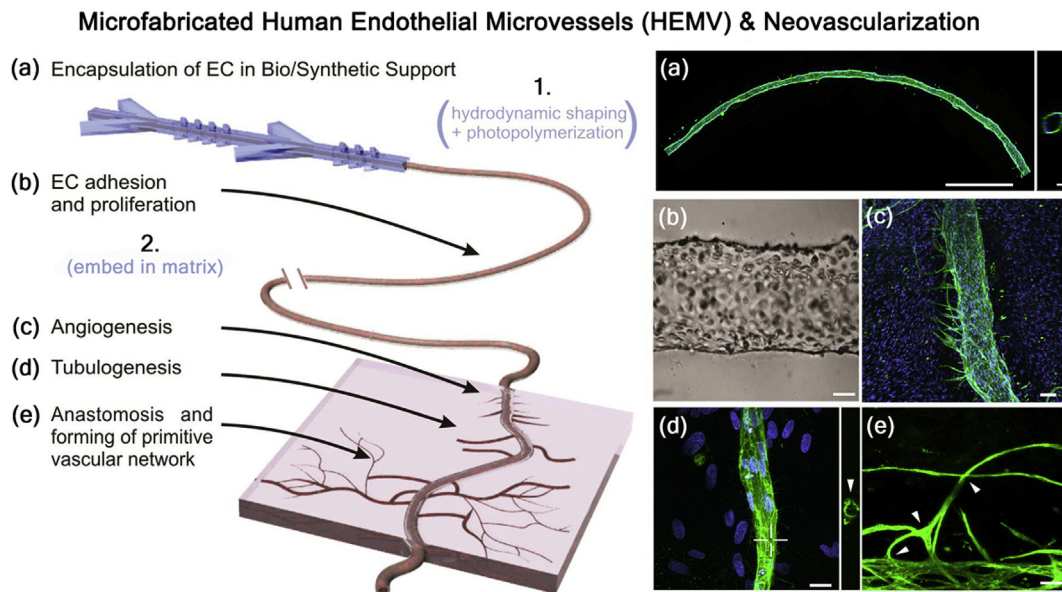 Microfabricated Human Endothelial Microvessels (HEMV) & Neovascularization
(a) Encapsulation of EC in Bio/Synthetic Support
1.
(hydrodynamic shaping
+ photopolymerization)
(b) EC adhesion
and proliferation
2.
(embed in matrix)
(c) Angiogenesis
(d) Tubulogenesis
(e) Anastomosis and
forming of primitive
vascular network
(a)
(b)
(c)
(d)
(e)